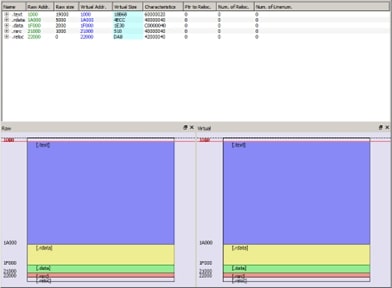 Name Raw Addr. Raw size Virtual Addr. Virtual Size Characteristics Ptr to Reloc. Num. of Reloc. Num. of Linenum.
.text 1000 19000 1000 18BA8 60000020 0 0 0
.rdata 1A000 5000 1A000 4ECC 40000040 0 0 0
.data 1F000 2000 1F000 1E30 C0000040 0 0 0
.rsrc 21000 1000 21000 510 40000040 0 0 0
.reloc 22000 0 22000 DA8 42000040 0 0 0
Raw Virtual
1000 [.text] 1000 [.text]
1A000 [.rdata] 1A000 [.rdata]
1F000 [.data] 1F000 [.data]
21000 [.rsrc] 21000 [.rsrc]
22000 [.reloc] 22000 [.reloc]